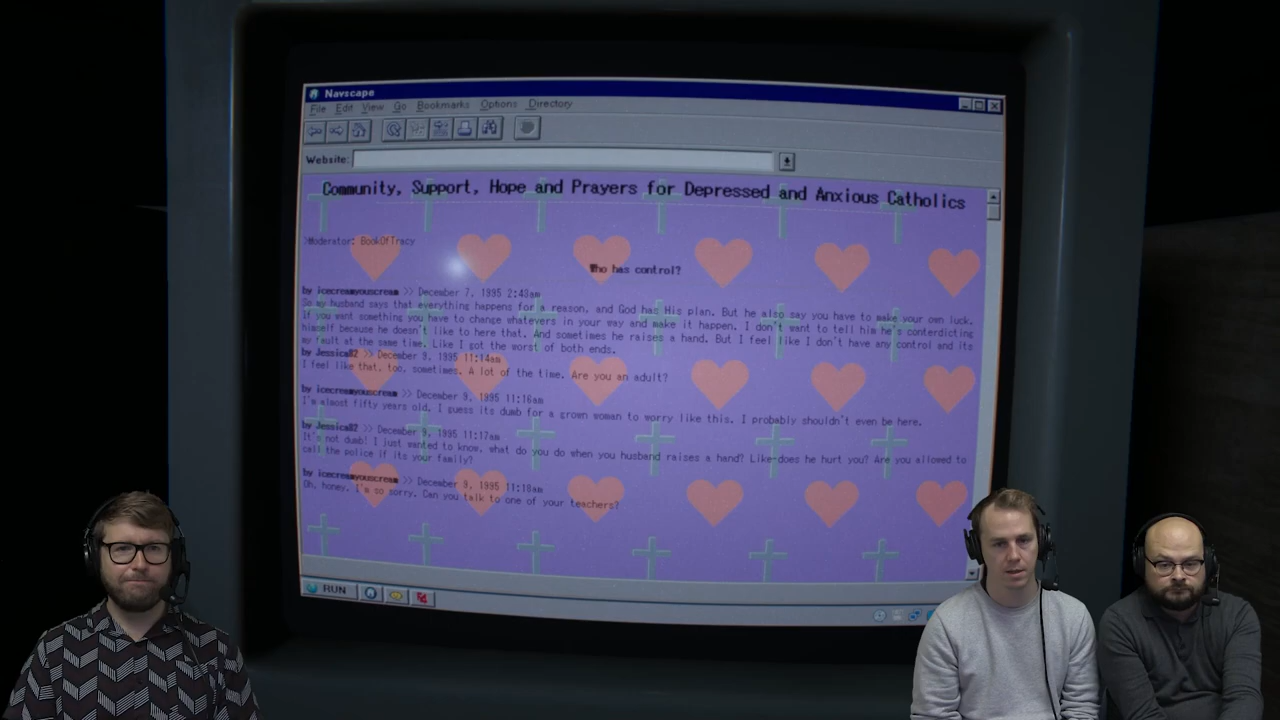 Navscape
File Edit View Go Bookmarks Options Directory
Website:
Community, Support, Hope and Prayers for Depressed and Anxious Catholics
>Moderator: BookOfTracy
Who has control?
by icecreamyouscream >> December 7, 1995 2:43am
So my husband says that everything happens for a reason, and God has His plan. But he also say you have to make your own luck.
If you want something you have to change whatevers in your way and make it happen. I don't want to tell him he's conterdicting
himself because he doesn't like to here that. And sometimes he raises a hand. But I feel like I don't have any control and its
my fault at the same time. Like I got the worst of both ends.
by Jessica82 >> December 9, 1995 11:14am
I feel like that, too, sometimes. A lot of the time. Are you an adult?
by icecreamyouscream >> December 9, 1995 11:16am
I'm almost fifty years old. I guess its dumb for a grown woman to worry like this. I probably shouldn't even be here.
by Jessica82 >> December 9, 1995 11:17am
It's not dumb! I just wanted to know, what do you do when you husband raises a hand? Like-does he hurt you? Are you allowed to
call the police if its your family?
by icecreamyouscream >> December 9, 1995 11:18am
Oh, honey. I'm so sorry. Can you talk to one of your teachers?
RUN